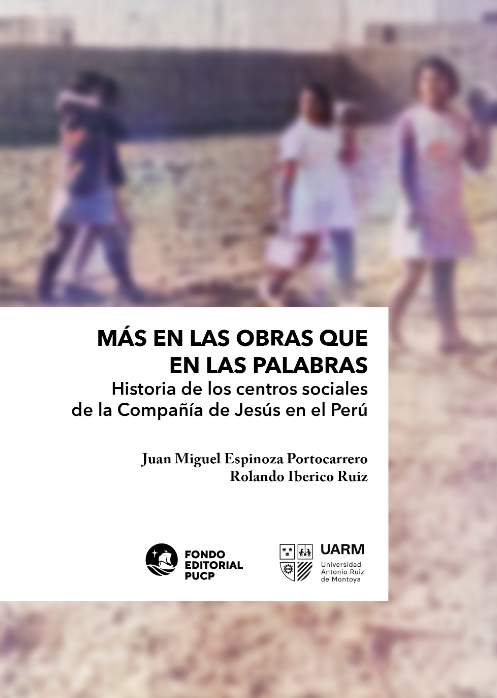 MÁS EN LAS OBRAS QUE
EN LAS PALABRAS
Historia de los centros sociales
de la Compañía de Jesús en el Perú
Juan Miguel Espinoza Portocarrero
Rolando Iberico Ruiz
FONDO
EDITORIAL
PUCP
UARM
Universidad
Antonio Ruiz
de Montoya